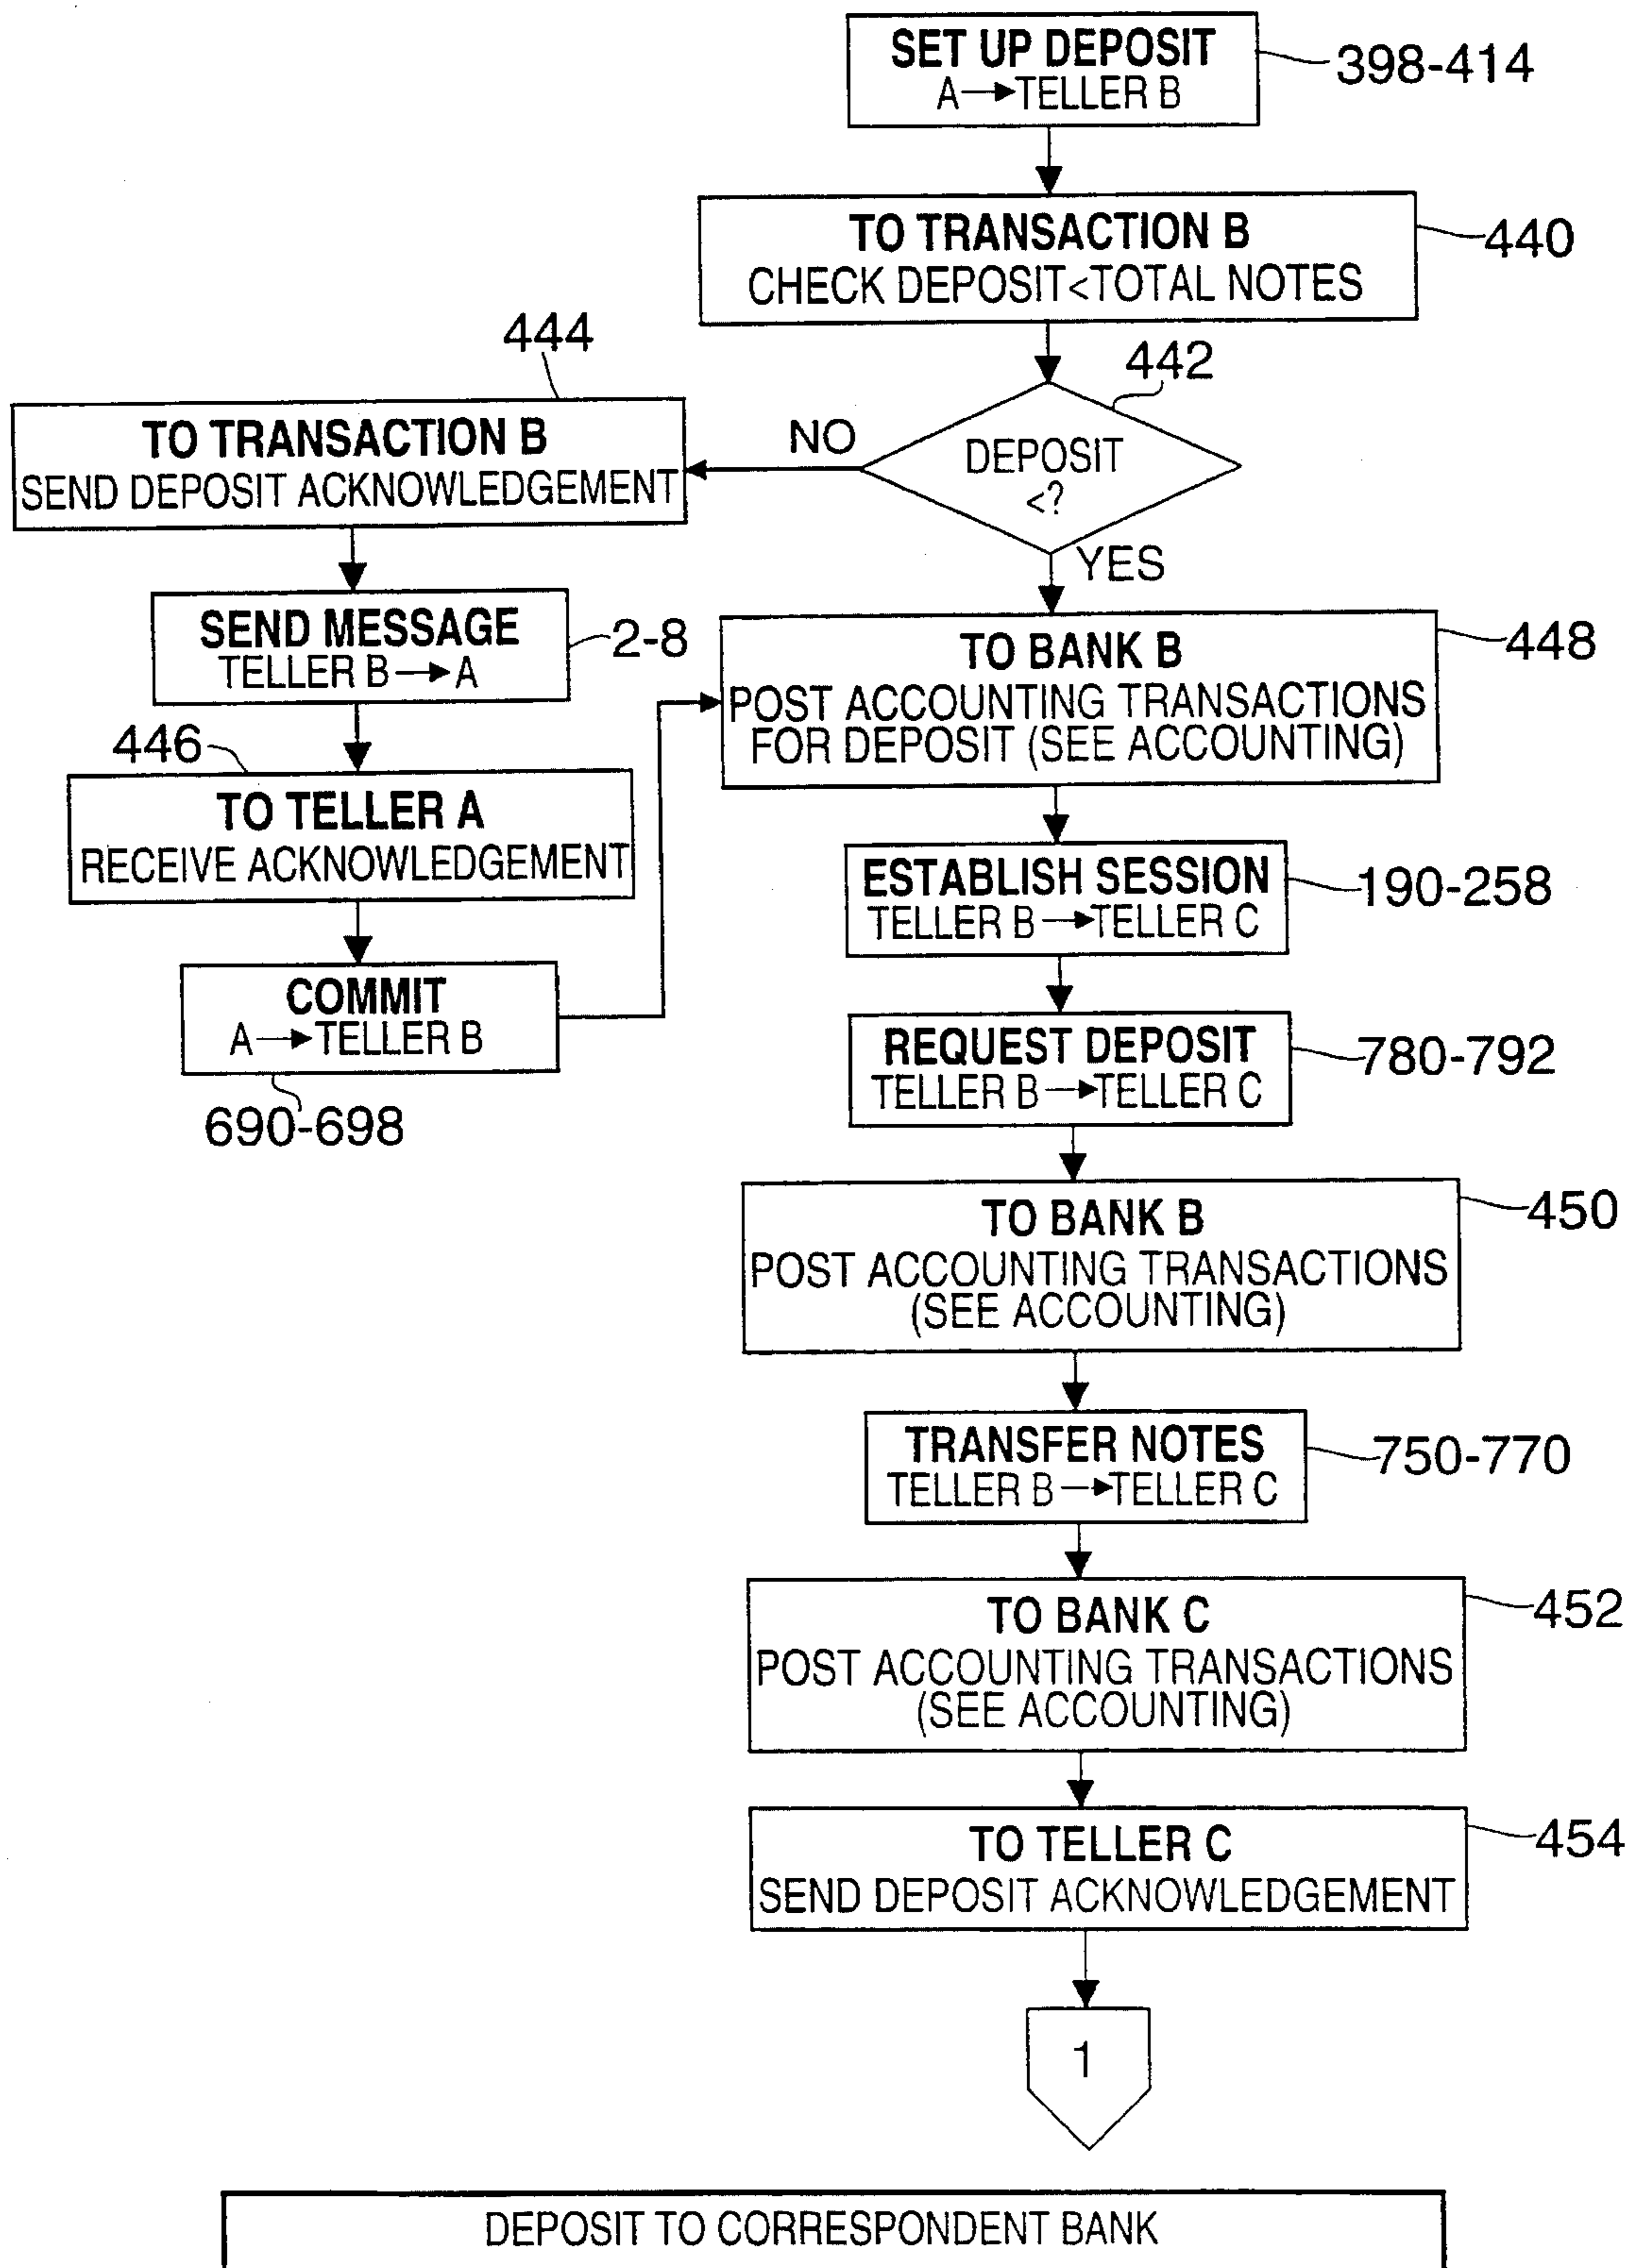 SET UP DEPOSIT
A→TELLER B
398-414
TO TRANSACTION B
CHECK DEPOSIT<TOTAL NOTES
440
442
DEPOSIT
<?
NO
YES
444
TO TRANSACTION B
SEND DEPOSIT ACKNOWLEDGEMENT
SEND MESSAGE
TELLER B→A
2-8
446
TO TELLER A
RECEIVE ACKNOWLEDGEMENT
COMMIT
A→TELLER B
690-698
TO BANK B
POST ACCOUNTING TRANSACTIONS
FOR DEPOSIT (SEE ACCOUNTING)
448
ESTABLISH SESSION
TELLER B→TELLER C
190-258
REQUEST DEPOSIT
TELLER B→TELLER C
780-792
TO BANK B
POST ACCOUNTING TRANSACTIONS
(SEE ACCOUNTING)
450
TRANSFER NOTES
TELLER B→TELLER C
750-770
TO BANK C
POST ACCOUNTING TRANSACTIONS
(SEE ACCOUNTING)
452
TO TELLER C
SEND DEPOSIT ACKNOWLEDGEMENT
454
1
DEPOSIT TO CORRESPONDENT BANK